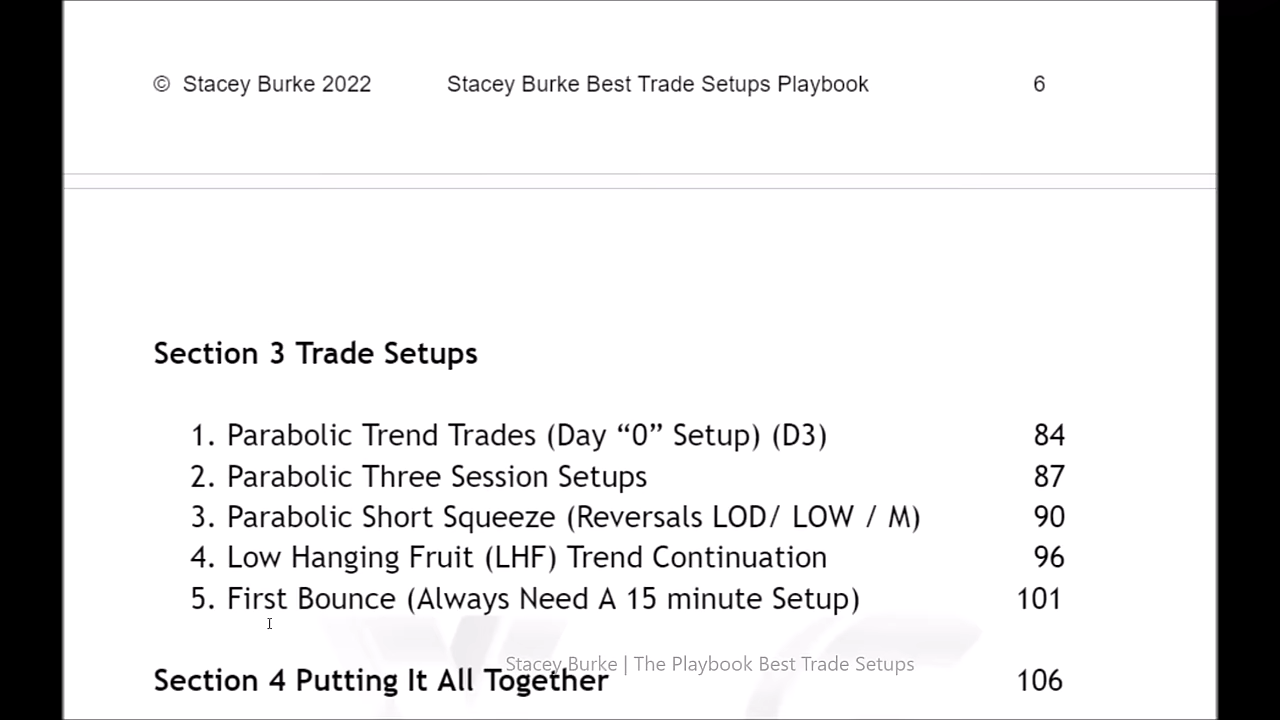 © Stacey Burke 2022 Stacey Burke Best Trade Setups Playbook 6
Section 3 Trade Setups
1. Parabolic Trend Trades (Day “0” Setup) (D3) 84
2. Parabolic Three Session Setups 87
3. Parabolic Short Squeeze (Reversals LOD/ LOW / M) 90
4. Low Hanging Fruit (LHF) Trend Continuation 96
5. First Bounce (Always Need A 15 minute Setup) 101
Stacey Burke | The Playbook Best Trade Setups
Section 4 Putting It All Together 106